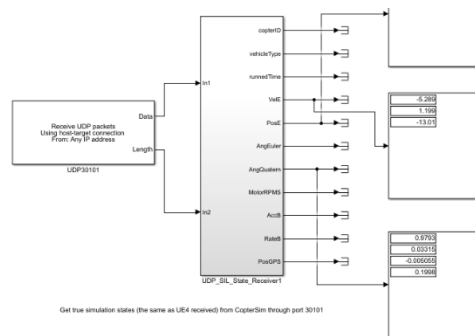 copterID
vehicleType
runnedTime
VelE
PosE
AngEuler
AngQuatern
MotorRPMS
AccB
RateB
PosGPS
In1
In2
Receive UDP packets
Using host-target connection
From: Any IP address
Data
Length
UDP30101
UDP_SIL_State_Receiver1
-5.289
1.199
-13.01
0.9793
0.03315
-0.005055
0.1998
Get true simulation states (the same as UE4 received) from CopterSim through port 30101